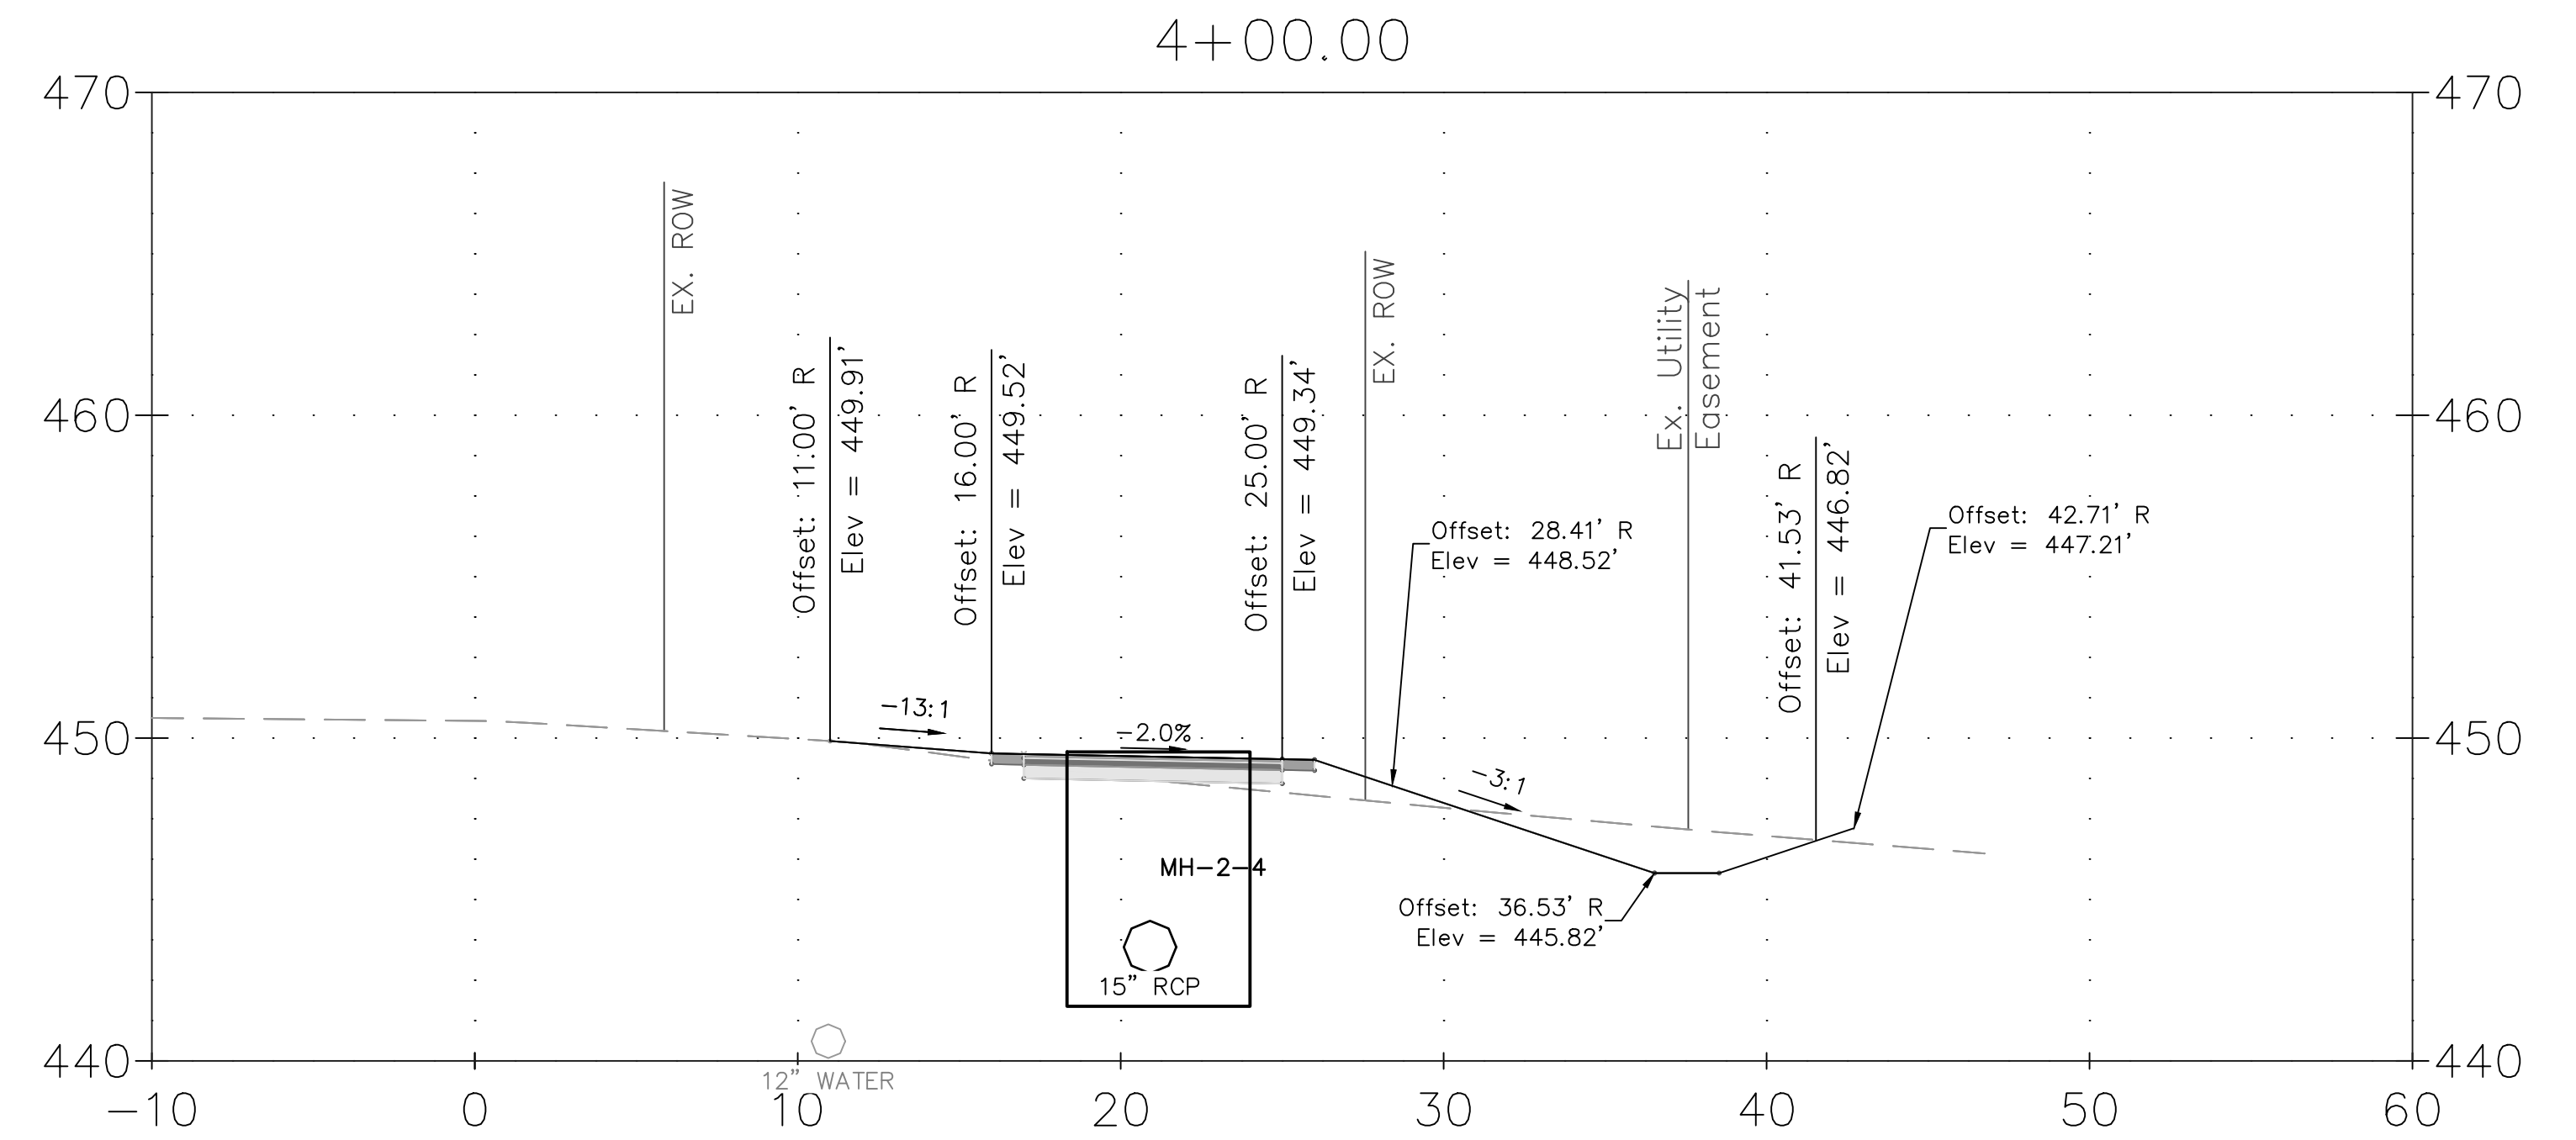 4+00.00
470
470
EX. ROW
EX. ROW
Ex. Utility
Easement
Offset: 11.00' R
Elev = 449.91'
Offset: 16.00' R
Elev = 449.52'
Offset: 25.00' R
Elev = 449.34'
460
460
Offset: 41.53' R
Elev = 446.82'
Offset: 28.41' R
Elev = 448.52'
Offset: 42.71' R
Elev = 447.21'
-13:1
-2.0%
450
450
-3:1
MH-2-4
Offset: 36.53' R
Elev = 445.82'
15" RCP
440
440
12" WATER
-10
0
10
20
30
40
50
60